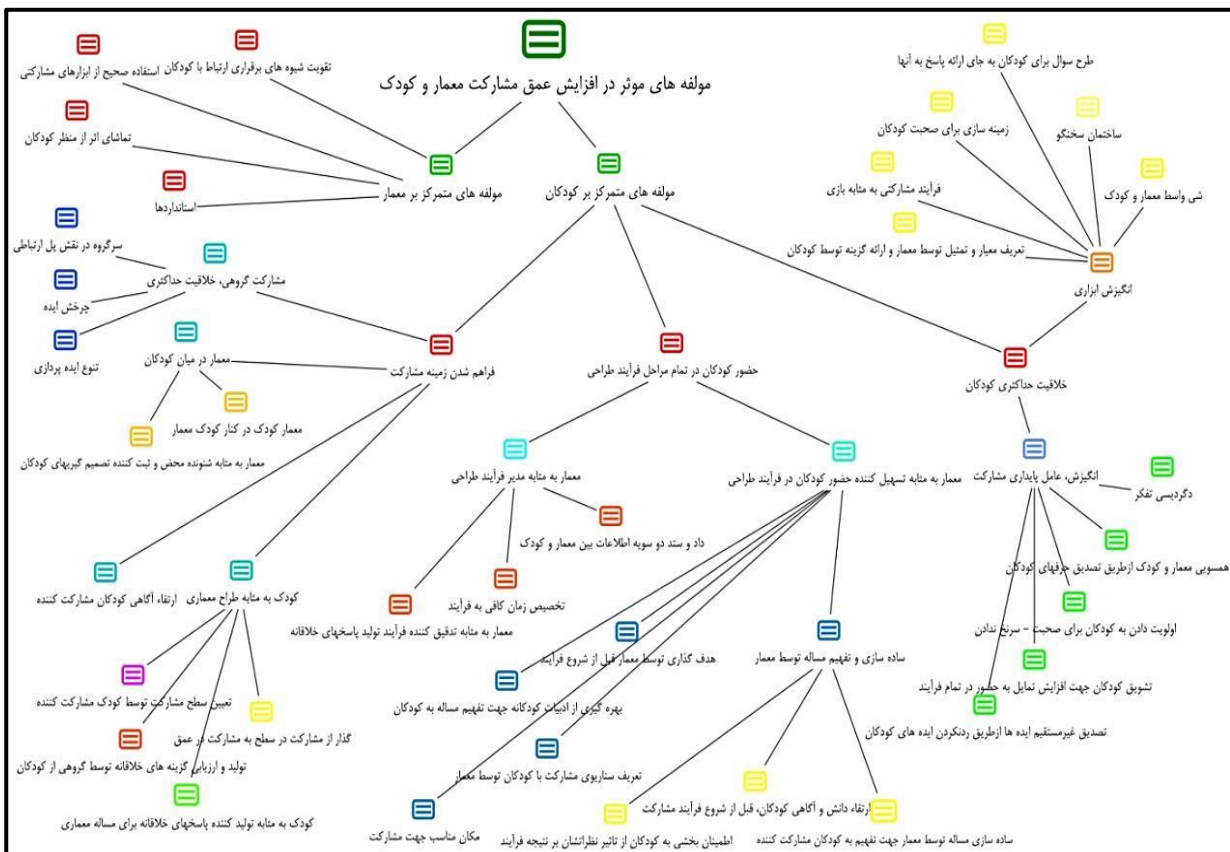 مولفه های موثر در افزایش عمق مشارکت معمار و کودک
طرح سوال برای کودکان به جای ارائه پاسخ به آنها
تقویت شیوه های برقراری ارتباط با کودکان
استفاده صحیح از ابزارهای مشارکتی
ساختمان سخنگو
زمینه سازی برای صحبت کودکان
تماشای اثر از منظر کودکان
شی واسط معمار و کودک
فرآیند مشارکتی به مثابه بازی
مولفه های متمرکز بر کودکان
مولفه های متمرکز بر معمار
استانداردها
تعریف معیار و تمثیل توسط معمار و ارائه گزینه توسط کودکان
سرگروه در نقش پل ارتباطی
انگیزش ابزاری
مشارکت گروهی، خلاقیت حداکثری
چرخش ایده
معمار در میان کودکان
تنوع ایده پردازی
خلاقیت حداکثری کودکان
حضور کودکان در تمام مراحل فرآیند طراحی
فراهم شدن زمینه مشارکت
معمار کودک در کنار کودک معمار
معمار به مثابه شنونده محض و ثبت کننده تصمیم گیریهای کودکان
انگیزش، عامل پایداری مشارکت
معمار به مثابه تسهیل کننده حضور کودکان در فرآیند طراحی
معمار به مثابه مدیر فرآیند طراحی
دگردیسی تفکر
داد و ستد دو سویه اطلاعات بین معمار و کودک
همسویی معمار و کودک ازطریق تصدیق حرفهای کودکان
تخصیص زمان کافی به فرآیند
کودک به مثابه طراح معماری
ارتقاء آگاهی کودکان مشارکت کننده
اولویت دادن به کودکان برای صحبت - سرنخ ندادن
معمار به مثابه تدقیق کننده فرآیند تولید پاسخهای خلاقانه
ساده سازی و تفهیم مساله توسط معمار
هدف گذاری توسط معمار قبل از شروع فرآیند
تشویق کودکان جهت افزایش تمایل به حضور در تمام فرآیند
تعیین سطح مشارکت توسط کودک مشارکت کننده
بهره گیری از ادبیات کودکانه جهت تفهیم مساله به کودکان
تصدیق غیرمستقیم ایده ها ازطریق ردنکردن ایده های کودکان
گذار از مشارکت در سطح به مشارکت در عمق
تولید و ارزیابی گزینه های خلاقانه توسط گروهی از کودکان
تعریف سناریوی مشارکت با کودکان توسط معمار
ارتقاء دانش و آگاهی کودکان، قبل از شروع فرآیند مشارکت
کودک به مثابه تولید کننده پاسخهای خلاقانه برای مساله معماری
مکان مناسب جهت مشارکت
اطمینان بخشی به کودکان از تاثیر نظراتشان بر نتیجه فرآیند
ساده سازی مساله توسط معمار جهت تفهیم به کودکان مشارکت کننده